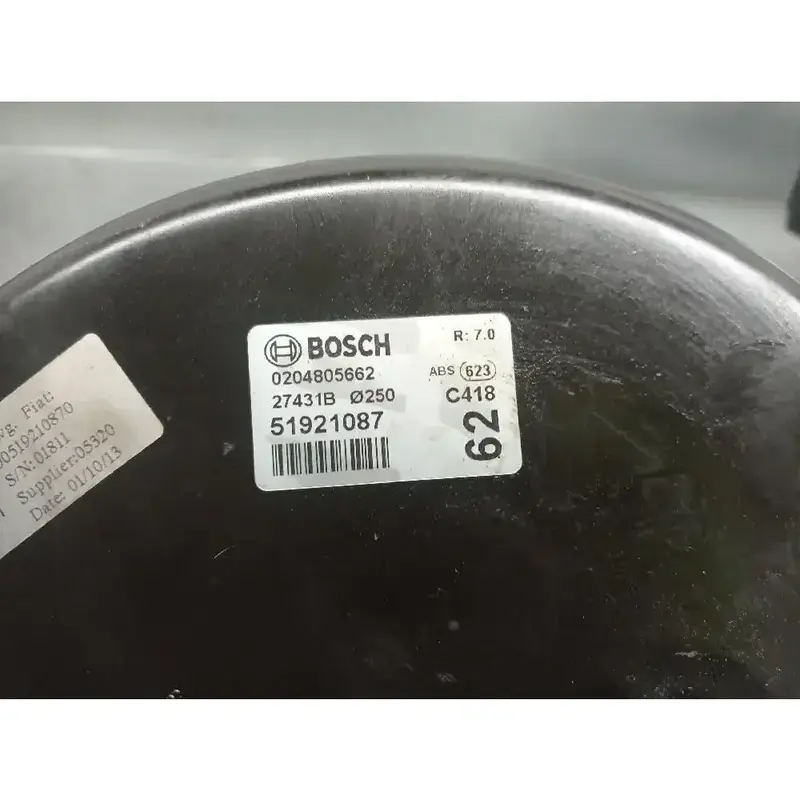 BOSCH
R: 7.0
0204805662
ABS 623
27431B Ø250
C418
51921087
62
Fiat:
S/N:01811
Supplier:05320
Date: 01/10/13